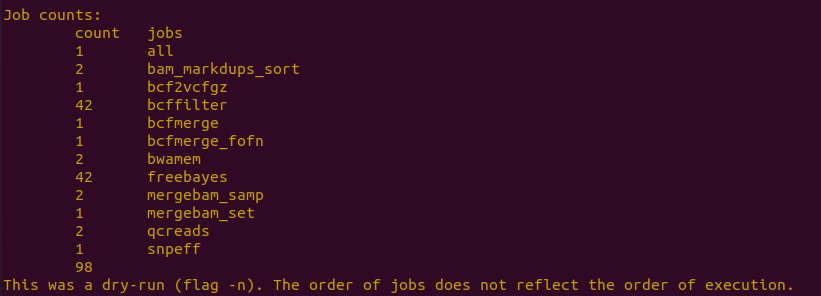 Job counts:
count jobs
1 all
2 bam_markdups_sort
1 bcf2vcfgz
42 bcffilter
1 bcfmerge
1 bcfmerge_fofn
2 bwamem
42 freebayes
2 mergebam_samp
1 mergebam_set
2 qcreads
1 snpeff
98
This was a dry-run (flag -n). The order of jobs does not reflect the order of execution.